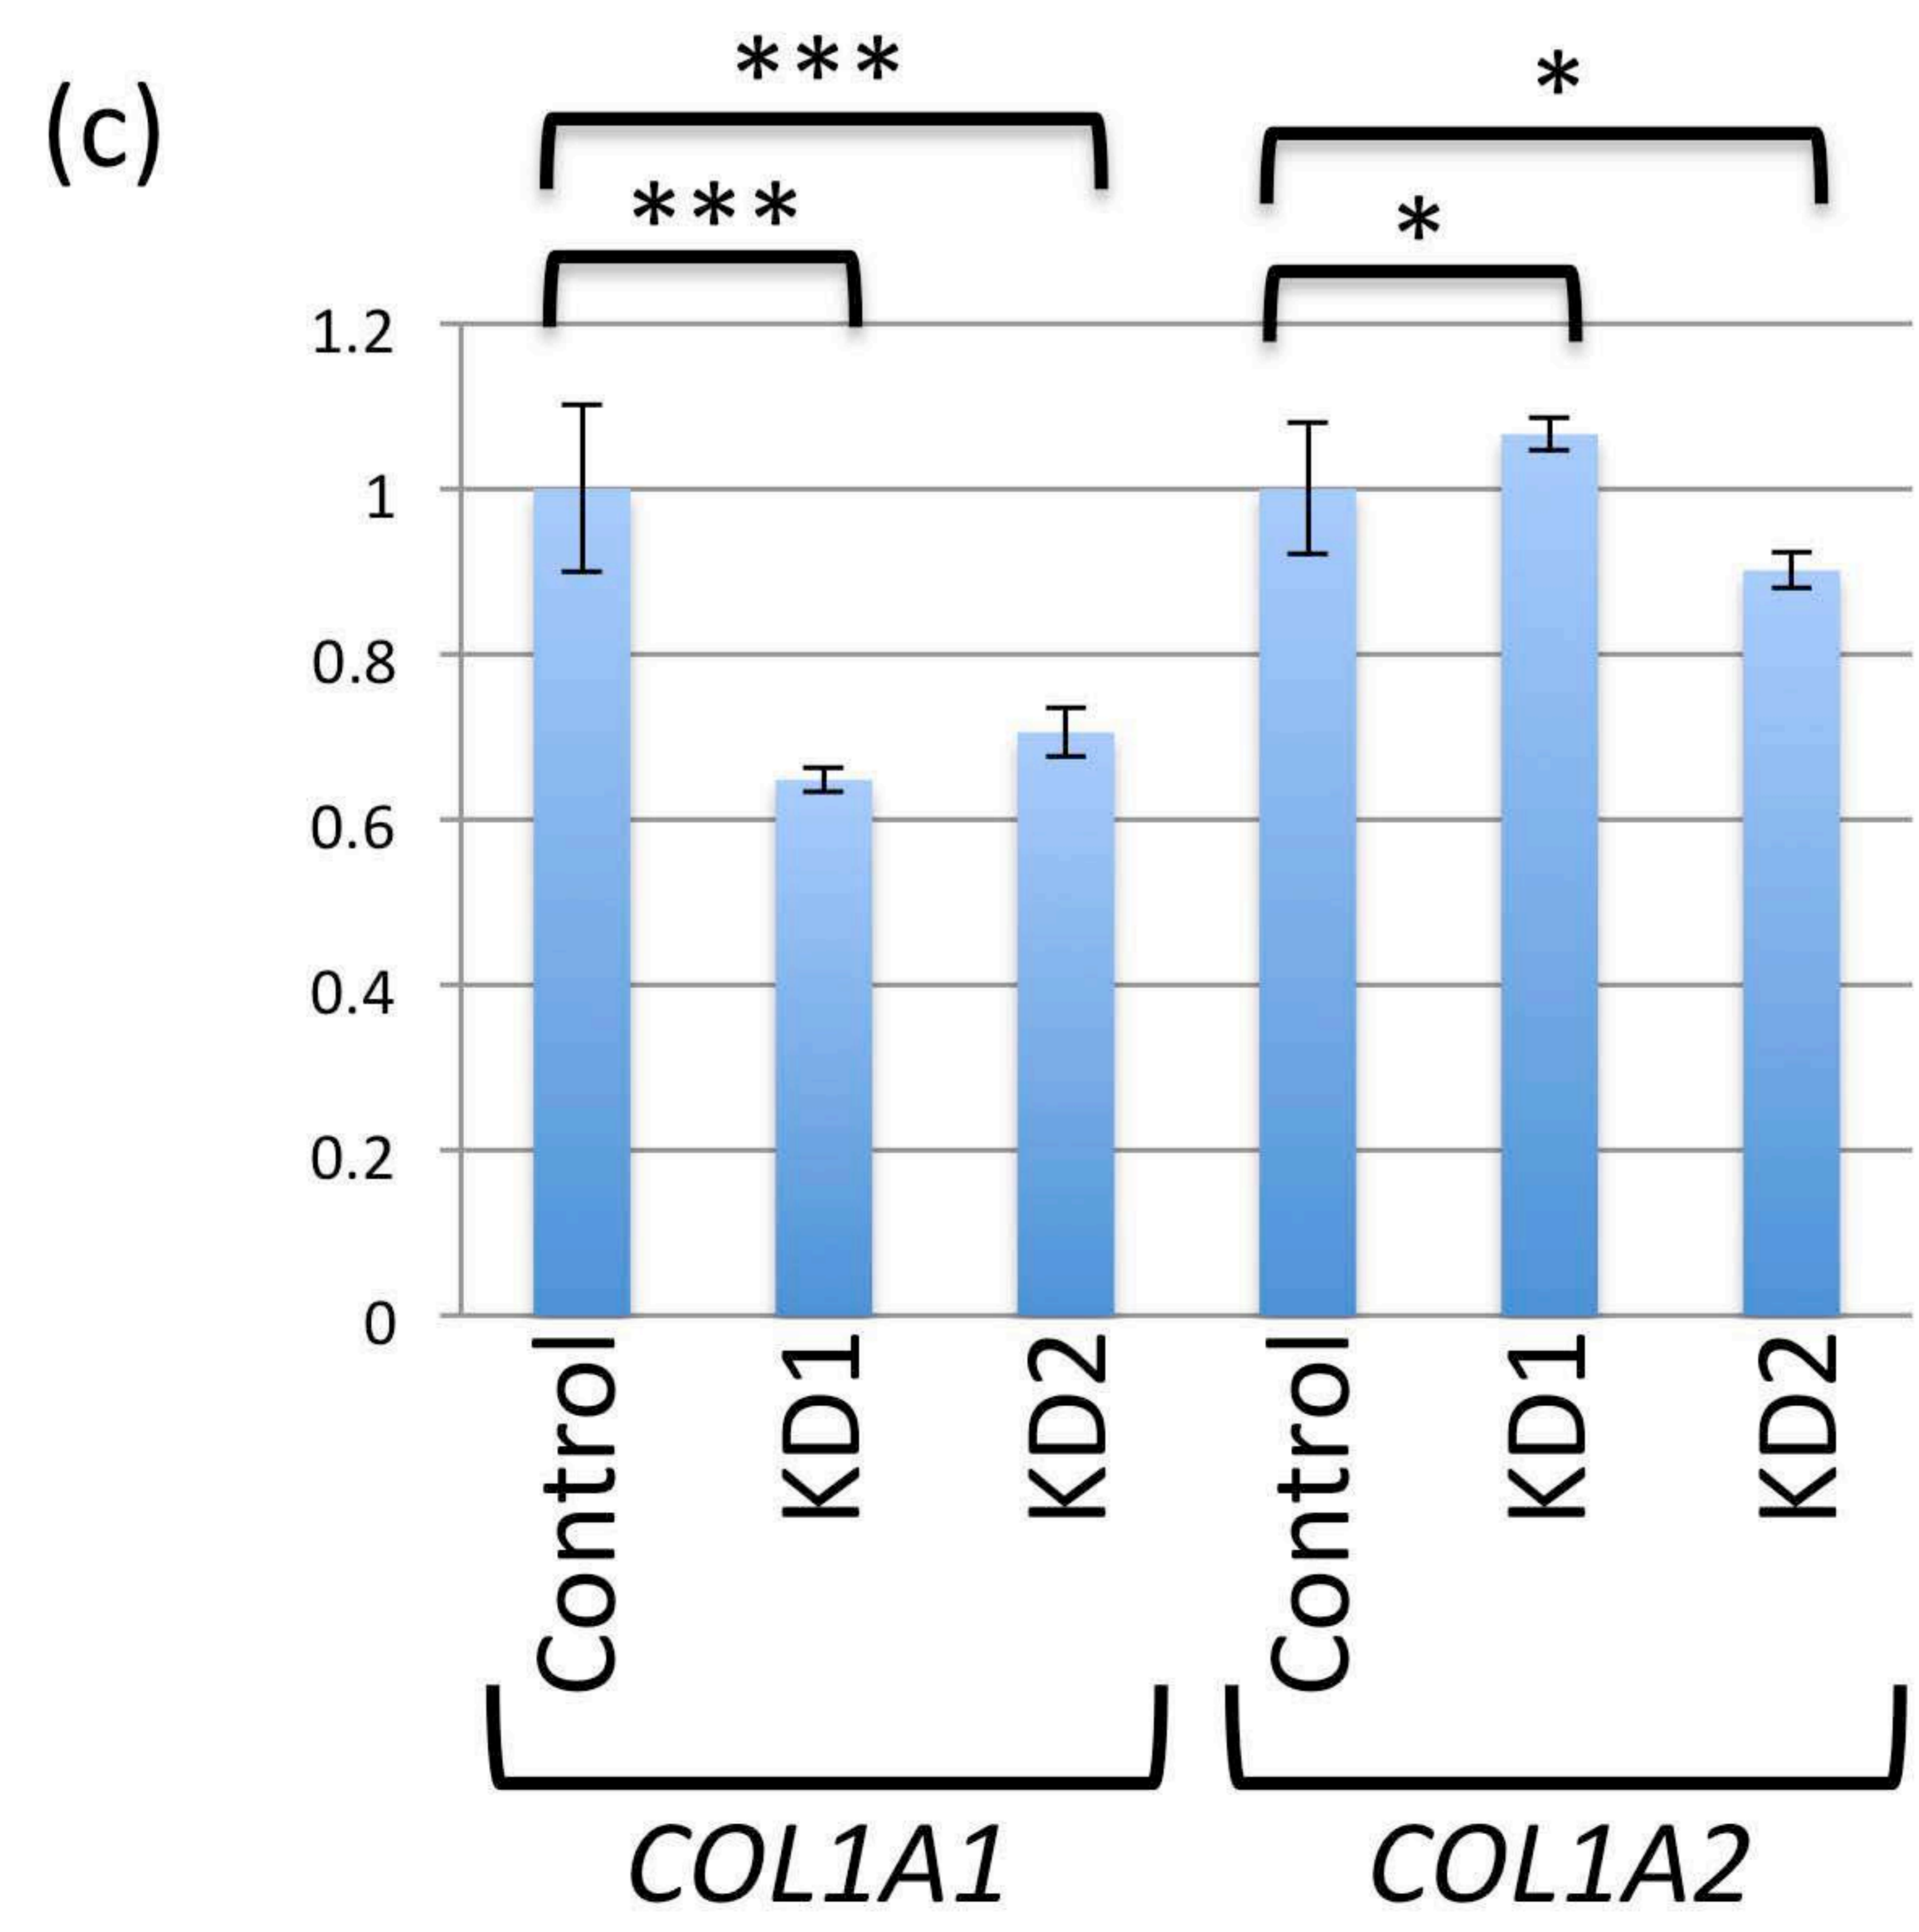 (c)
***
*
***
*
1.2
1
0.8
0.6
0.4
0.2
0
Control
KD1
KD2
Control
KD1
KD2
COL1A1
COL1A2